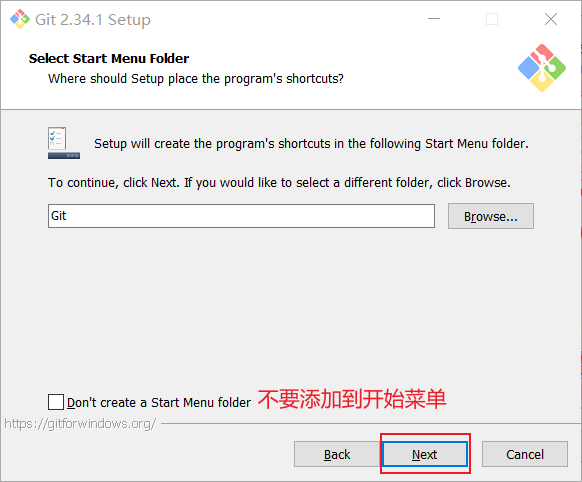 Git 2.34.1 Setup
Select Start Menu Folder
Where should Setup place the program's shortcuts?
Setup will create the program's shortcuts in the following Start Menu folder.
To continue, click Next. If you would like to select a different folder, click Browse.
Git
Browse...
Don't create a Start Menu folder 不要添加到开始菜单
https://gitforwindows.org/
Back Next Cancel